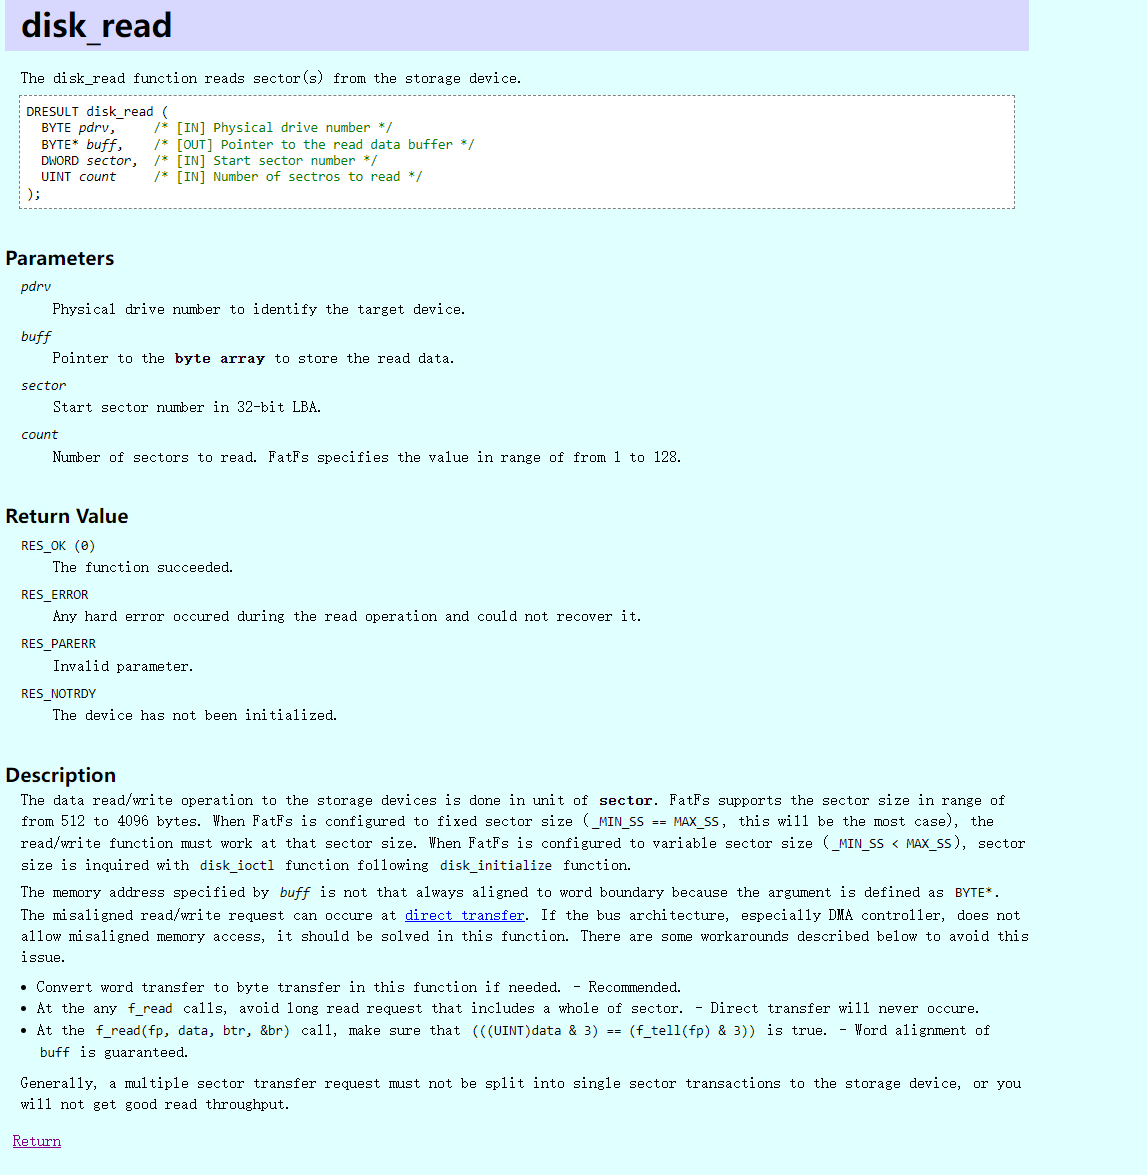 disk_read
The disk_read function reads sector(s) from the storage device.
DRESULT disk_read (
  BYTE pdrv,     /* [IN] Physical drive number */
  BYTE* buff,    /* [OUT] Pointer to the read data buffer */
  DWORD sector,  /* [IN] Start sector number */
  UINT count     /* [IN] Number of sectros to read */
);
Parameters
pdrv
Physical drive number to identify the target device.
buff
Pointer to the byte array to store the read data.
sector
Start sector number in 32-bit LBA.
count
Number of sectors to read. FatFs specifies the value in range of from 1 to 128.
Return Value
RES_OK (0)
The function succeeded.
RES_ERROR
Any hard error occured during the read operation and could not recover it.
RES_PARERR
Invalid parameter.
RES_NOTRDY
The device has not been initialized.
Description
The data read/write operation to the storage devices is done in unit of sector. FatFs supports the sector size in range of
from 512 to 4096 bytes. When FatFs is configured to fixed sector size (_MIN_SS == MAX_SS, this will be the most case), the
read/write function must work at that sector size. When FatFs is configured to variable sector size (_MIN_SS < MAX_SS), sector
size is inquired with disk_ioctl function following disk_initialize function.
The memory address specified by buff is not that always aligned to word boundary because the argument is defined as BYTE*.
The misaligned read/write request can occure at direct transfer. If the bus architecture, especially DMA controller, does not
allow misaligned memory access, it should be solved in this function. There are some workarounds described below to avoid this
issue.
• Convert word transfer to byte transfer in this function if needed. - Recommended.
• At the any f_read calls, avoid long read request that includes a whole of sector. - Direct transfer will never occure.
• At the f_read(fp, data, btr, &br) call, make sure that (((UINT)data & 3) == (f_tell(fp) & 3)) is true. - Word alignment of
buff is guaranteed.
Generally, a multiple sector transfer request must not be split into single sector transactions to the storage device, or you
will not get good read throughput.
Return